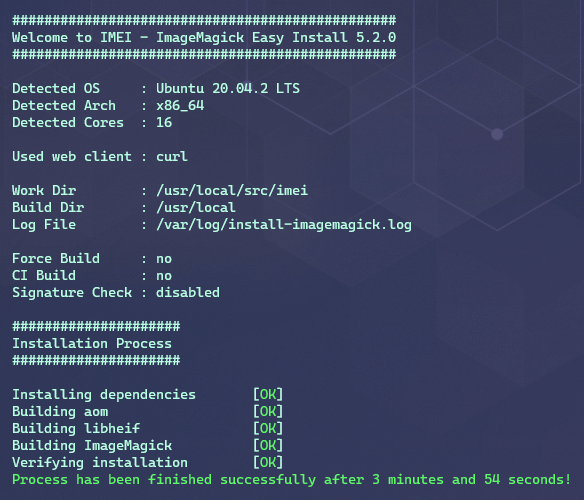 ################################################
Welcome to IMEI - ImageMagick Easy Install 5.2.0
################################################
Detected OS     : Ubuntu 20.04.2 LTS
Detected Arch   : x86_64
Detected Cores  : 16
Used web client : curl
Work Dir        : /usr/local/src/imei
Build Dir       : /usr/local
Log File        : /var/log/install-imagemagick.log
Force Build     : no
CI Build        : no
Signature Check : disabled
#####################
Installation Process
#####################
Installing dependencies       [OK]
Building aom                  [OK]
Building libheif              [OK]
Building ImageMagick          [OK]
Verifying installation        [OK]
Process has been finished successfully after 3 minutes and 54 seconds!